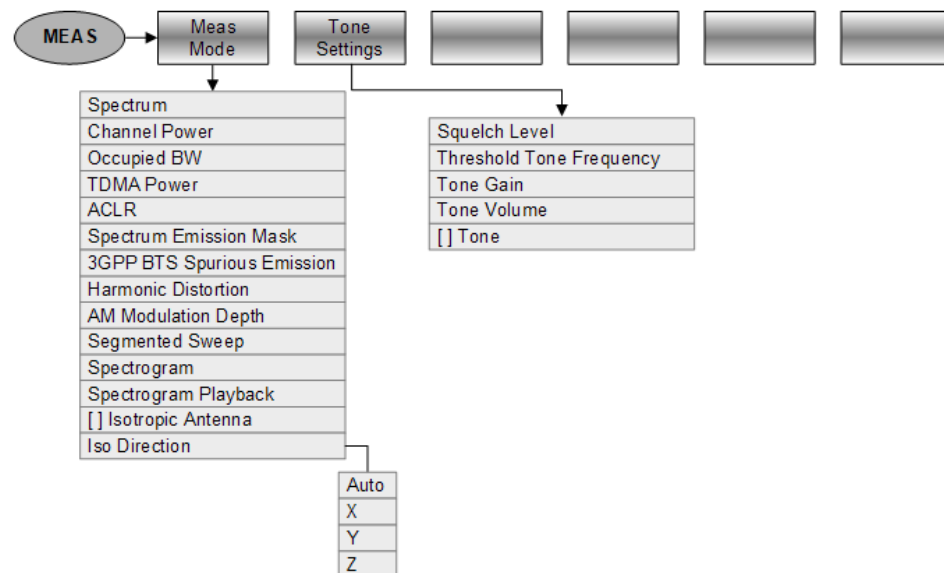 MEAS
Meas
Mode
Tone
Settings
Spectrum
Channel Power
Occupied BW
TDMA Power
ACLR
Spectrum Emission Mask
3GPP BTS Spurious Emission
Harmonic Distortion
AM Modulation Depth
Segmented Sweep
Spectrogram
Spectrogram Playback
[ ] Isotropic Antenna
Iso Direction
Auto
X
Y
Z
Squelch Level
Threshold Tone Frequency
Tone Gain
Tone Volume
[ ] Tone